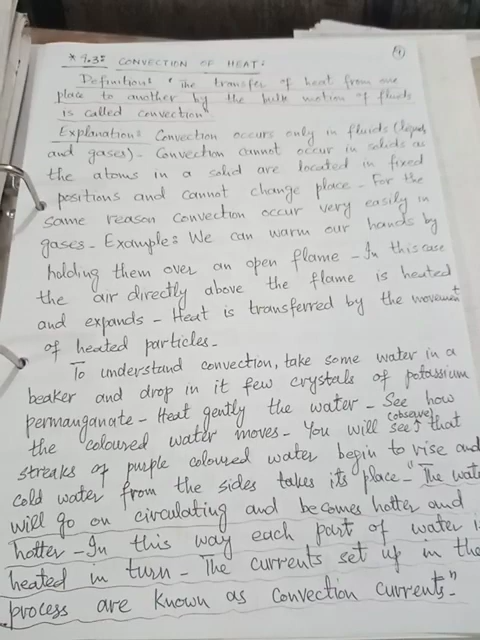 * 9.3: CONVECTION OF HEAT:
Definition: "The transfer of heat from one
place to another by the bulk motion of fluids
is called convection"
Explanation: Convection occurs only in fluids (liquids
and gases)- Convection cannot occur in solids as
the atoms in a solid are located in fixed
positions and cannot change place - For the
same reason convection occur very easily in
gases - Example: We can warm our hands by
holding them over an open flame - In this case
the air directly above the flame is heated
and expands - Heat is transferred by the movement
of heated particles -
To understand convection, take some water in a
beaker and drop in it few crystals of potassium
permanganate - Heat gently the water - See how
the coloured water moves - You will see (observe) that
streaks of purple coloured water begin to rise and
cold water from the sides takes its place - "The wate
will go on circulating and becomes hotter and
hotter - In this way each part of water i
heated in turn - The currents set up in the
process are known as convection currents -"